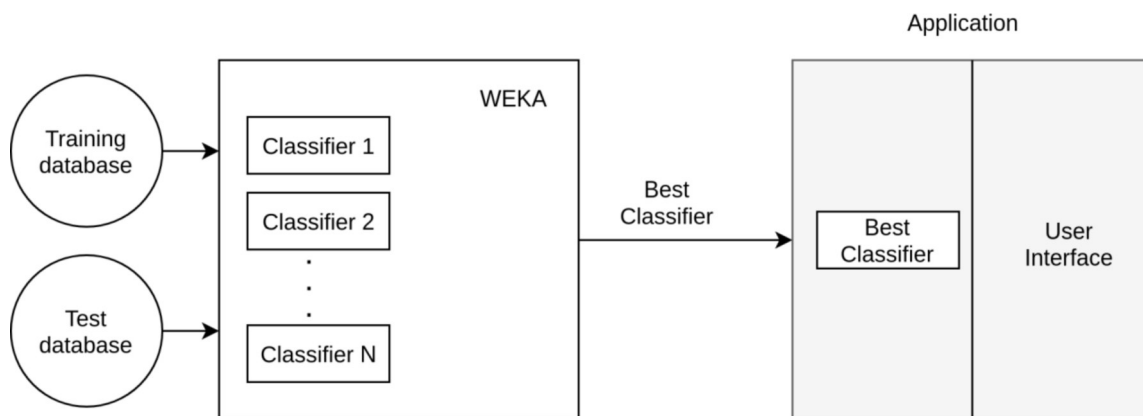 Application
Training
database
WEKA
Classifier 1
Classifier 2
Classifier N
Test
database
Best
Classifier
Best
Classifier
User
Interface